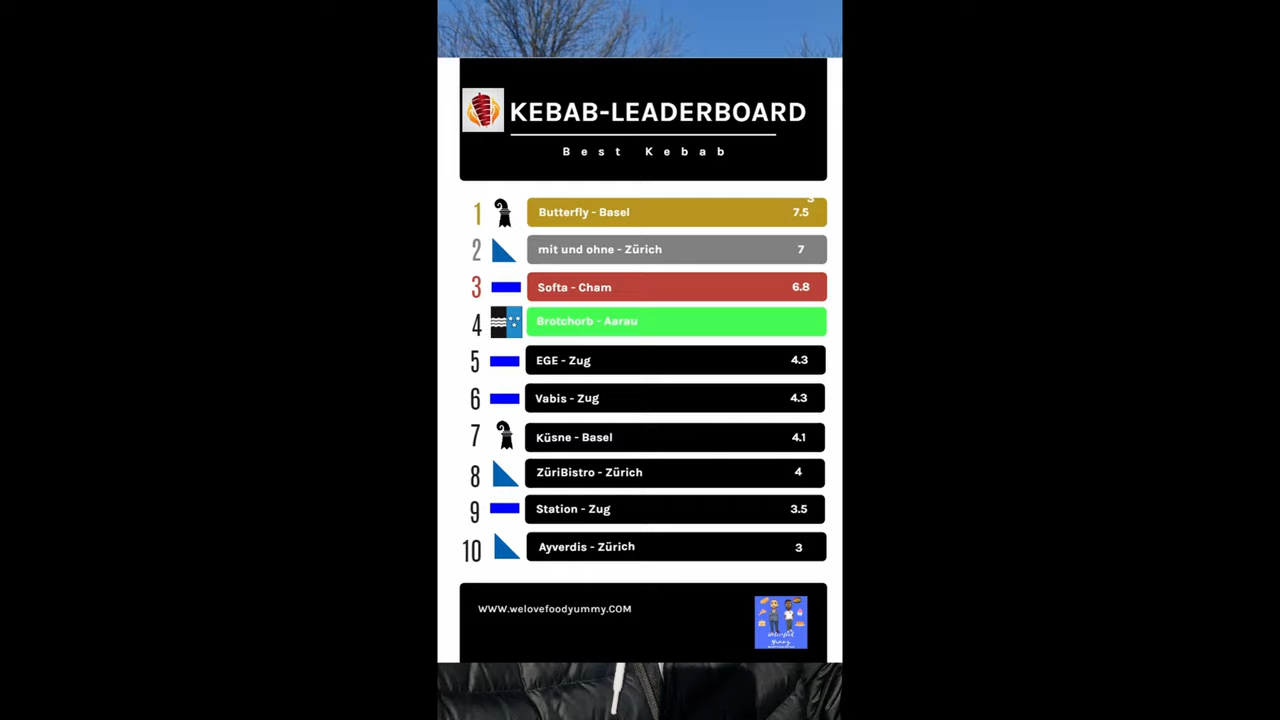 KEBAB-LEADERBOARD
Best Kebab
3
1 Butterfly - Basel 7.5
2 mit und ohne - Zürich 7
3 Softa - Cham 6.8
4 Brotchorb - Aarau
5 EGE - Zug 4.3
6 Vabis - Zug 4.3
7 Küsne - Basel 4.1
8 ZüriBistro - Zürich 4
9 Station - Zug 3.5
10 Ayverdis - Zürich 3
WWW.welovefoodyummy.COM